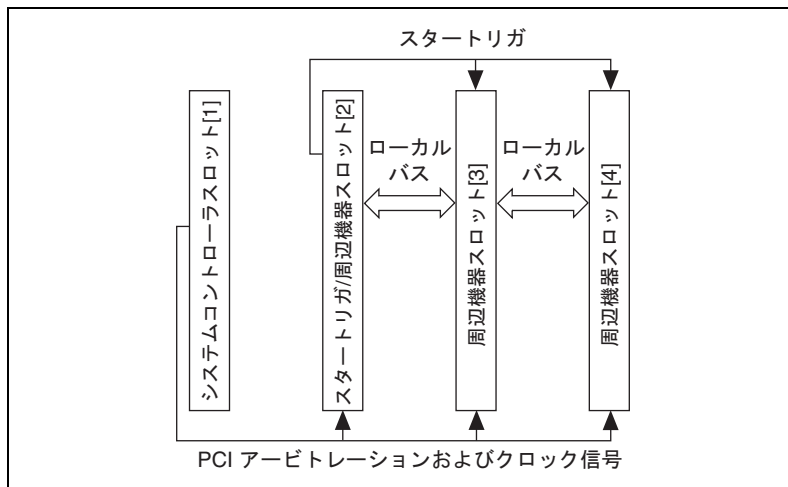 スタートリガ
システムコントローラスロット[1]
スタートリガ/周辺機器スロット[2]
ローカル
バス
周辺機器スロット[3]
ローカル
バス
周辺機器スロット[4]
PCI アービトレーションおよびクロック信号